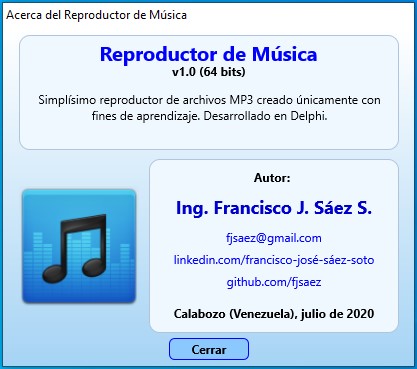 Acerca del Reproductor de Música
Reproductor de Música
v1.0 (64 bits)
Simplísimo reproductor de archivos MP3 creado únicamente con
fines de aprendizaje. Desarrollado en Delphi.
Autor:
Ing. Francisco J. Sáez S.
fjsaez@gmail.com
linkedin.com/francisco-josé-sáez-soto
github.com/fjsaez
Calabozo (Venezuela), julio de 2020
Cerrar